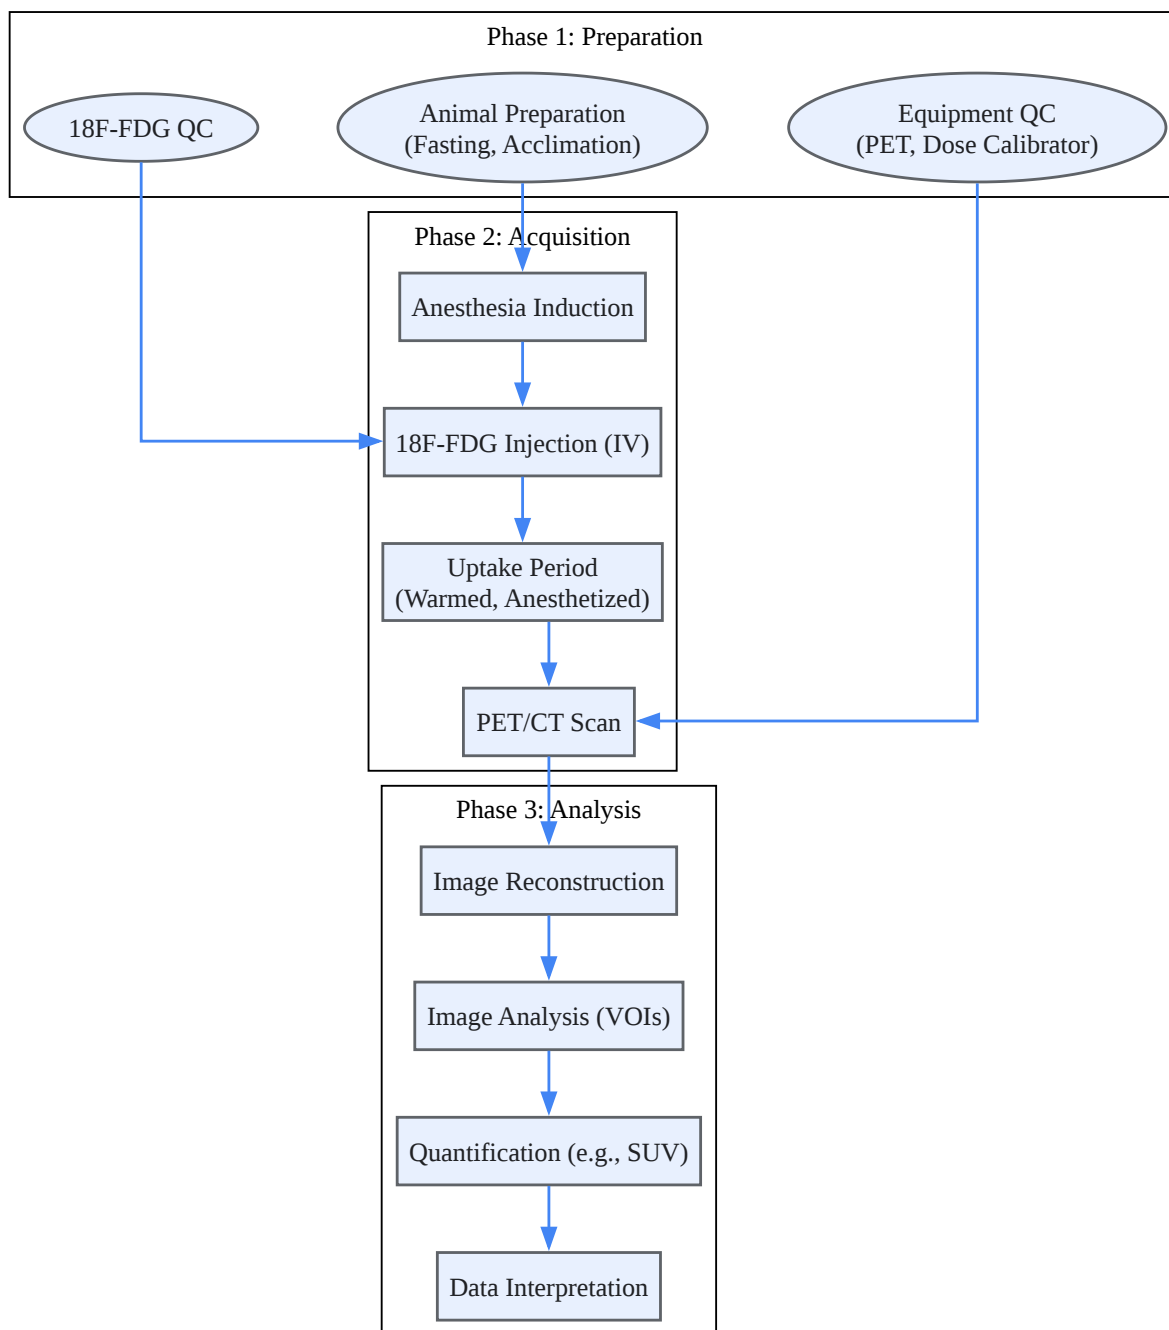 Phase 1: Preparation
18F-FDG QC
Animal Preparation
(Fasting, Acclimation)
Equipment QC
(PET, Dose Calibrator)
Phase 2: Acquisition
Anesthesia Induction
18F-FDG Injection (IV)
Uptake Period
(Warmed, Anesthetized)
PET/CT Scan
Phase 3: Analysis
Image Reconstruction
Image Analysis (VOIs)
Quantification (e.g., SUV)
Data Interpretation